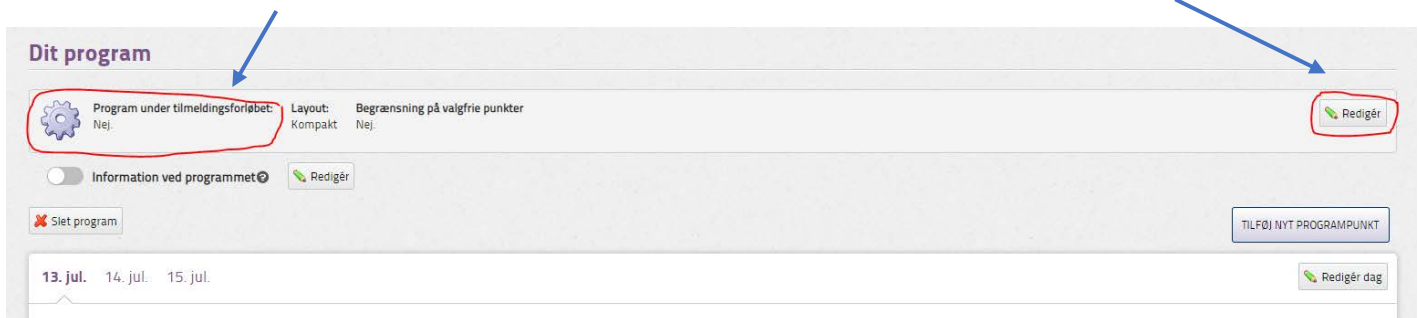 Dit program
Program under tilmeldingsforløbet: Layout: Begrænsning på valgfrie punkter
Nej. Kompakt Nej.
Redigér
Information ved programmet Redigér
Slet program
TILFØJ NYT PROGRAMPUNKT
13. jul. 14. jul. 15. jul.
Redigér dag